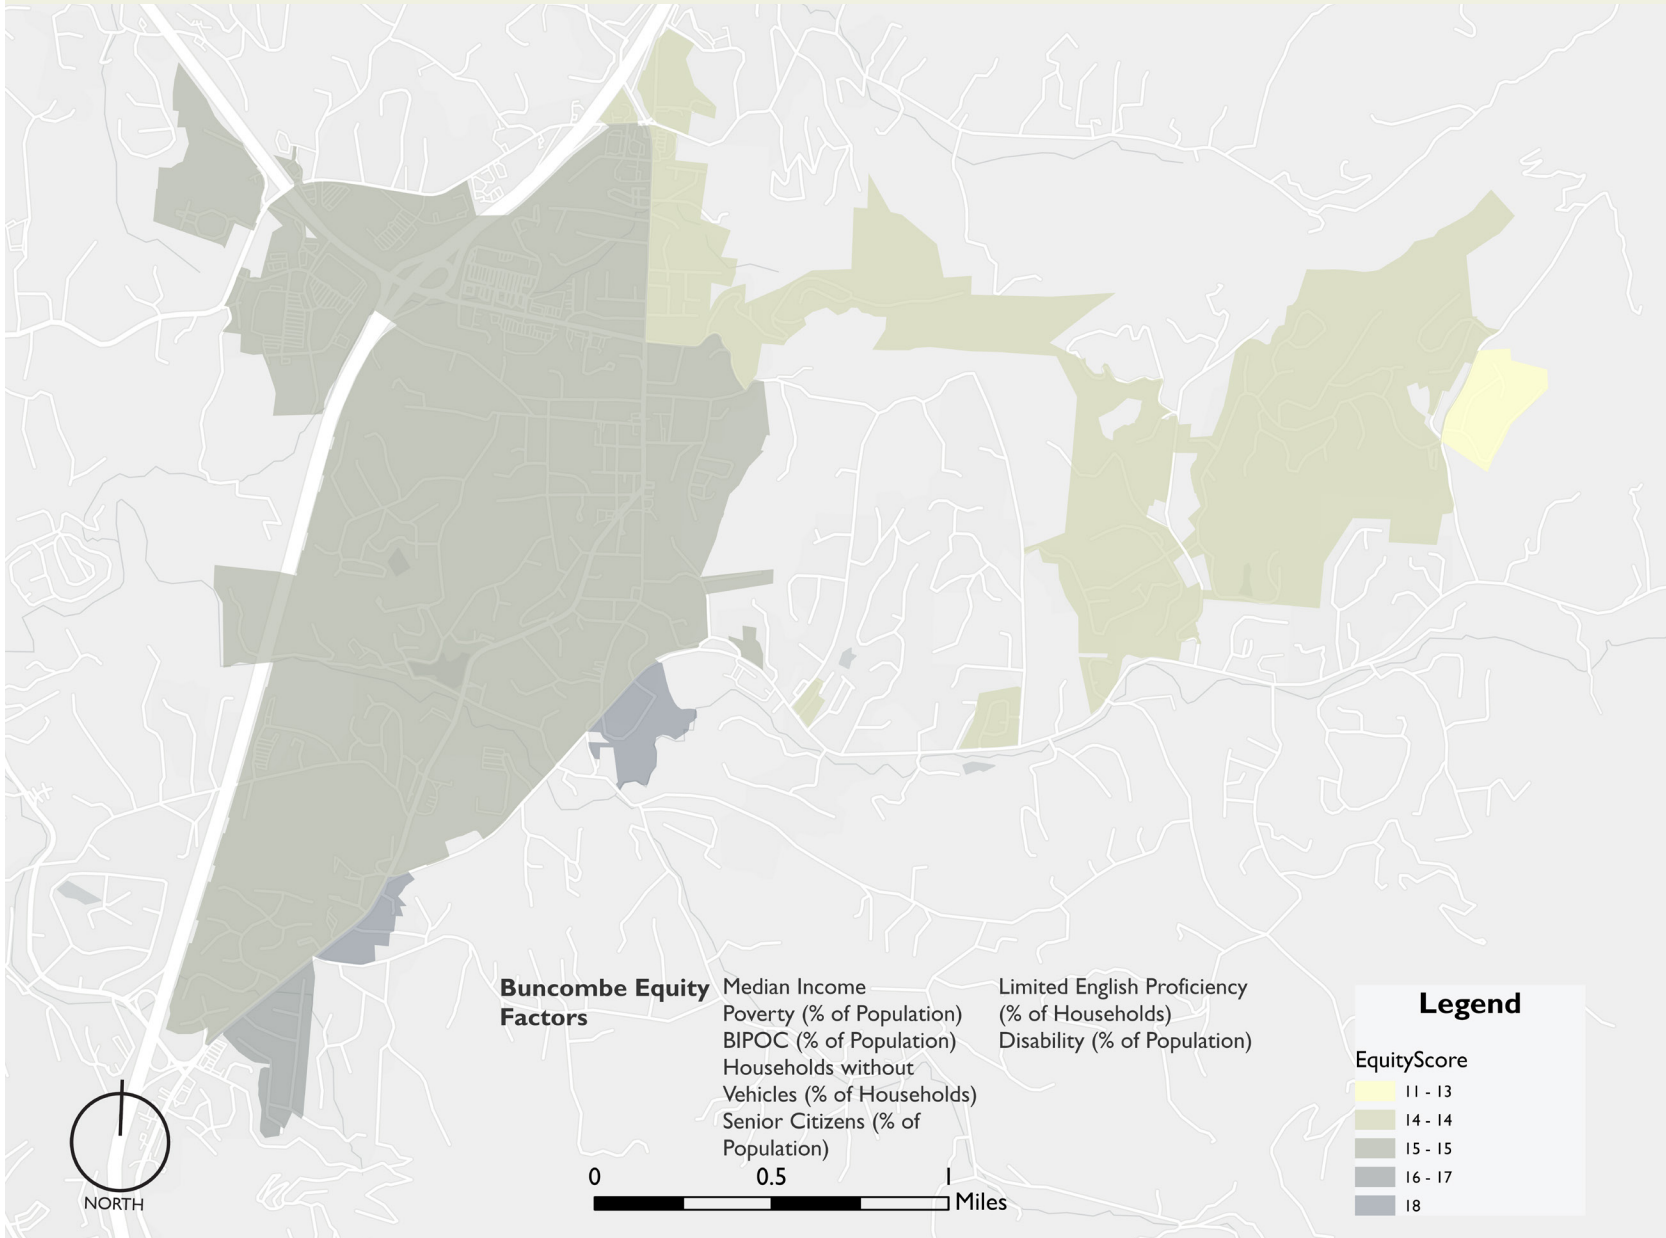 Buncombe Equity
Factors
Median Income
Poverty (% of Population)
BIPOC (% of Population)
Households without
Vehicles (% of Households)
Senior Citizens (% of
Population)
Limited English Proficiency
(% of Households)
Disability (% of Population)
0 0.5 1
Miles
NORTH
Legend
EquityScore
11 - 13
14 - 14
15 - 15
16 - 17
18